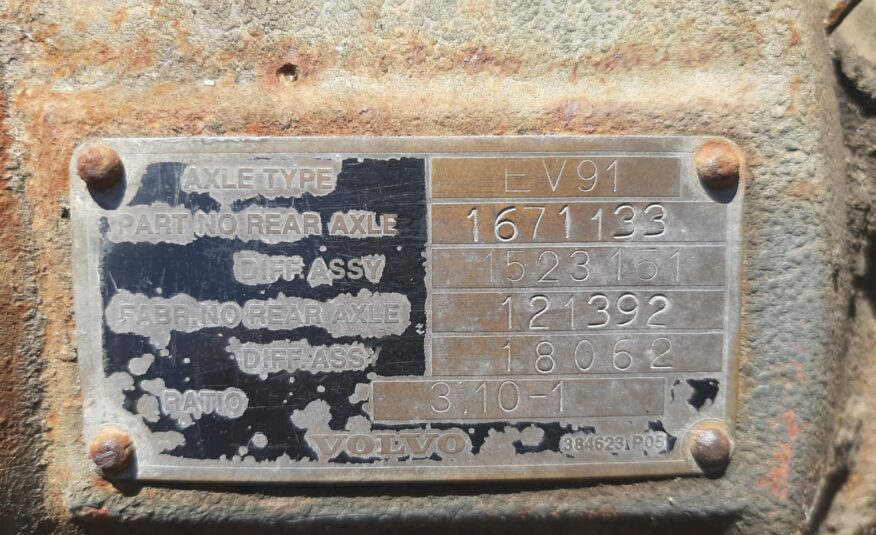 AXLE TYPE EV91
PART NO REAR AXLE 1671133
DIFF. ASSY 1523151
FABR. NO REAR AXLE 121392
DIFF. ASSY 18062
RATIO 3.10-1
VOLVO 384623 P05